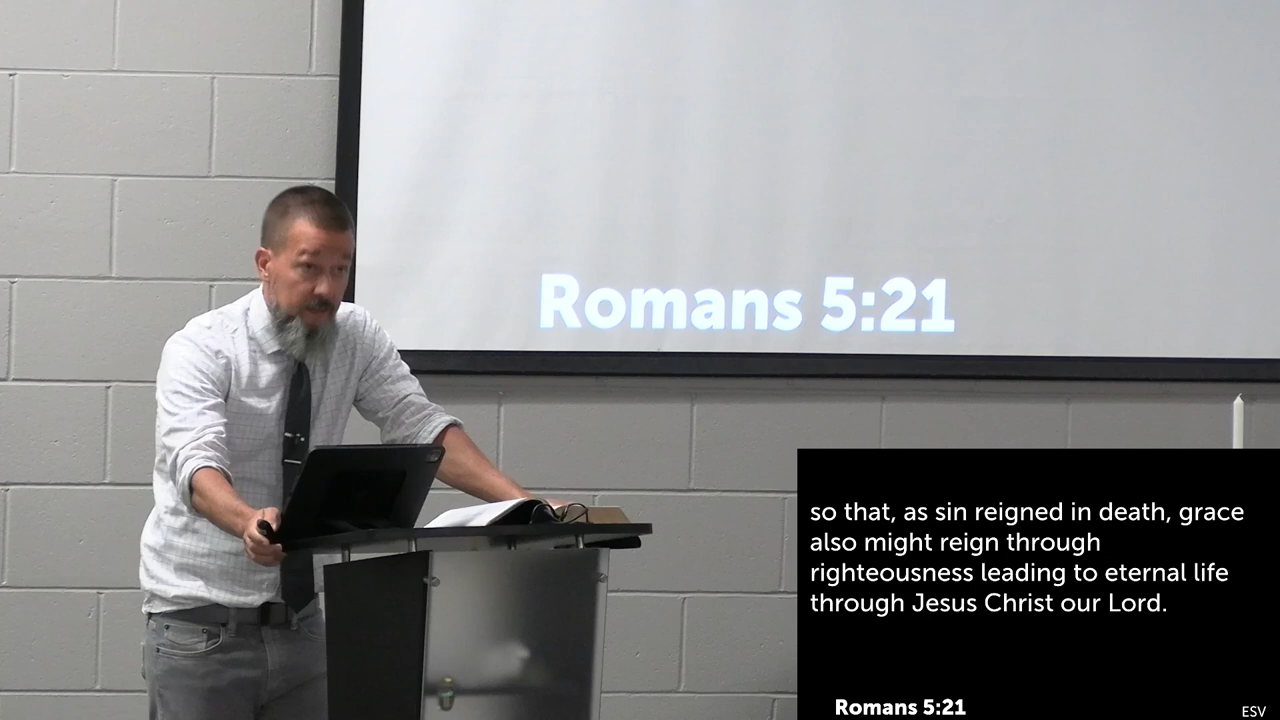 Romans 5:21
so that, as sin reigned in death, grace
also might reign through
righteousness leading to eternal life
through Jesus Christ our Lord.
Romans 5:21
ESV